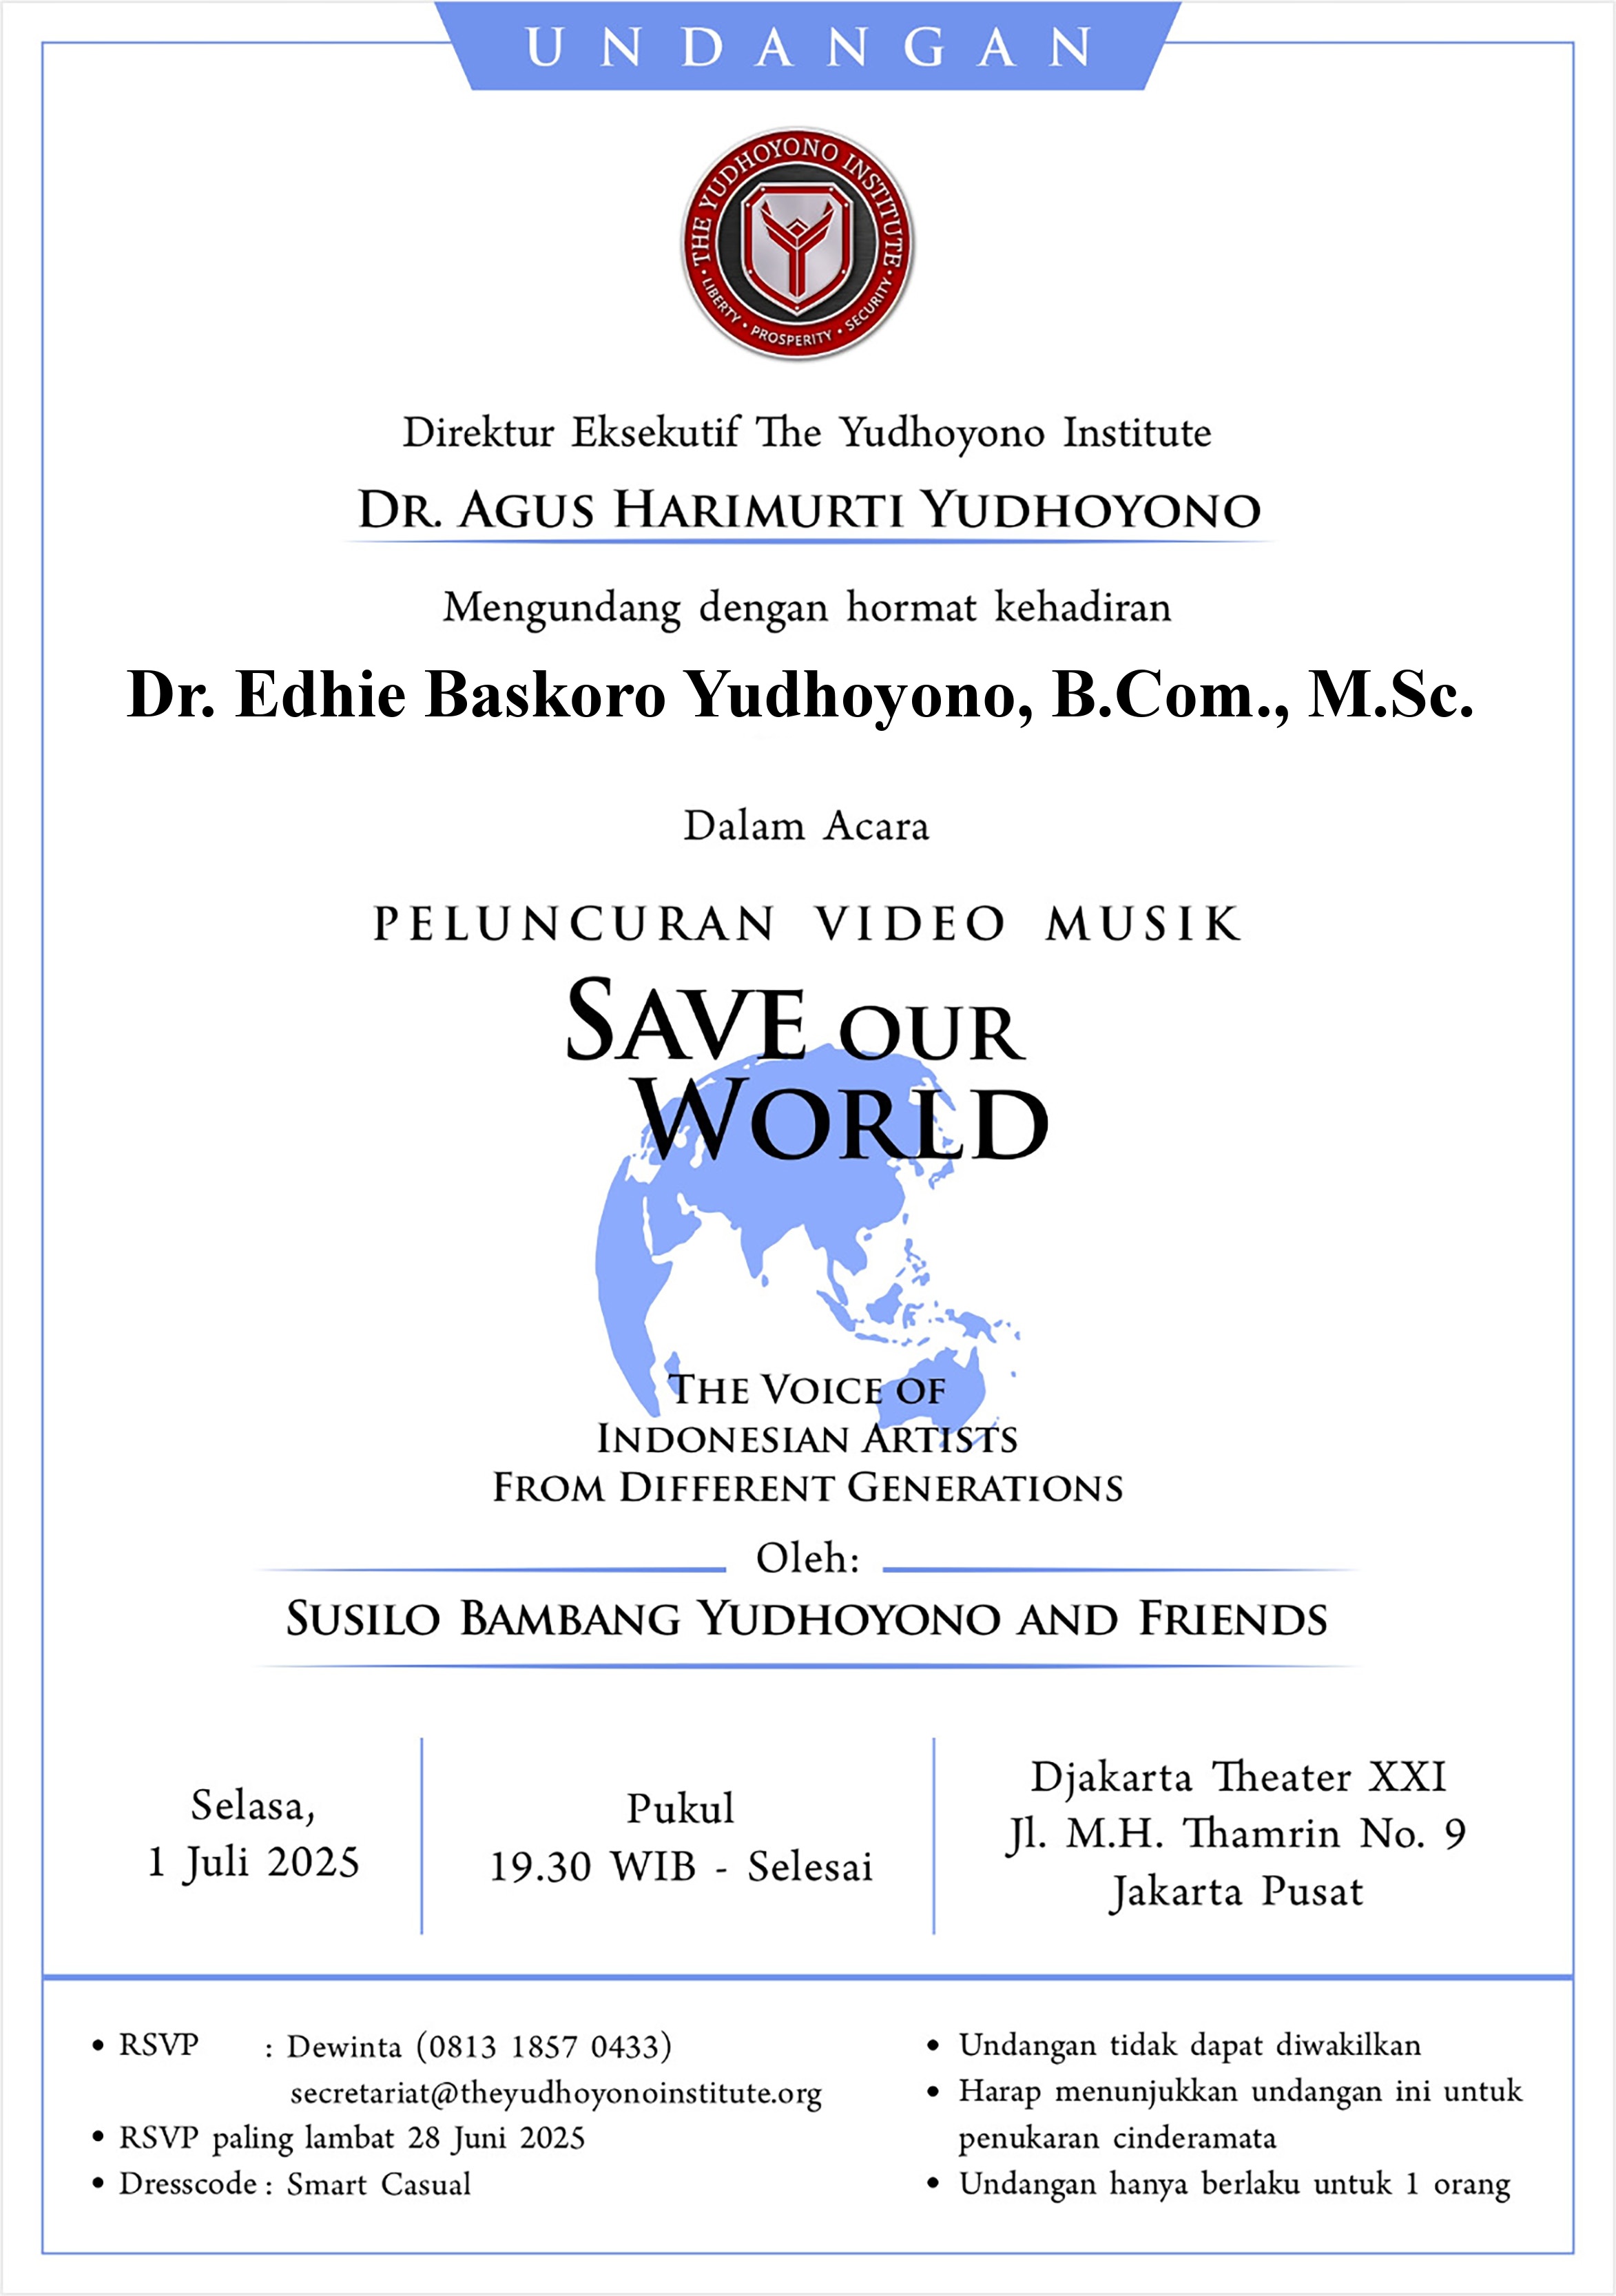 UNDANGAN
THE YUDHOYONO INSTITUTE
LIBERTY • PROSPERITY • SECURITY
Direktur Eksekutif The Yudhoyono Institute
DR. AGUS HARIMURTI YUDHOYONO
Mengundang dengan hormat kehadiran
Dr. Edhie Baskoro Yudhoyono, B.Com., M.Sc.
Dalam Acara
PELUNCURAN VIDEO MUSIK
SAVE OUR
WORLD
THE VOICE OF
INDONESIAN ARTISTS
FROM DIFFERENT GENERATIONS
Oleh:
SUSILO BAMBANG YUDHOYONO AND FRIENDS
Selasa,
1 Juli 2025
Pukul
19.30 WIB - Selesai
Djakarta Theater XXI
Jl. M.H. Thamrin No. 9
Jakarta Pusat
• RSVP : Dewinta (0813 1857 0433)
secretariat@theyudhoyonoinstitute.org
• RSVP paling lambat 28 Juni 2025
• Dresscode : Smart Casual
• Undangan tidak dapat diwakilkan
• Harap menunjukkan undangan ini untuk
penukaran cinderamata
• Undangan hanya berlaku untuk 1 orang